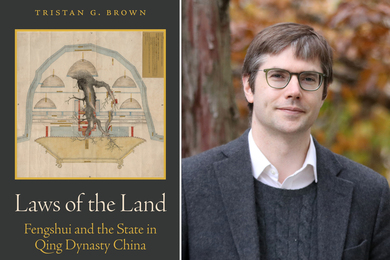 TRISTAN G. BROWN
Laws of the Land
Fengshui and the State in
Qing Dynasty China